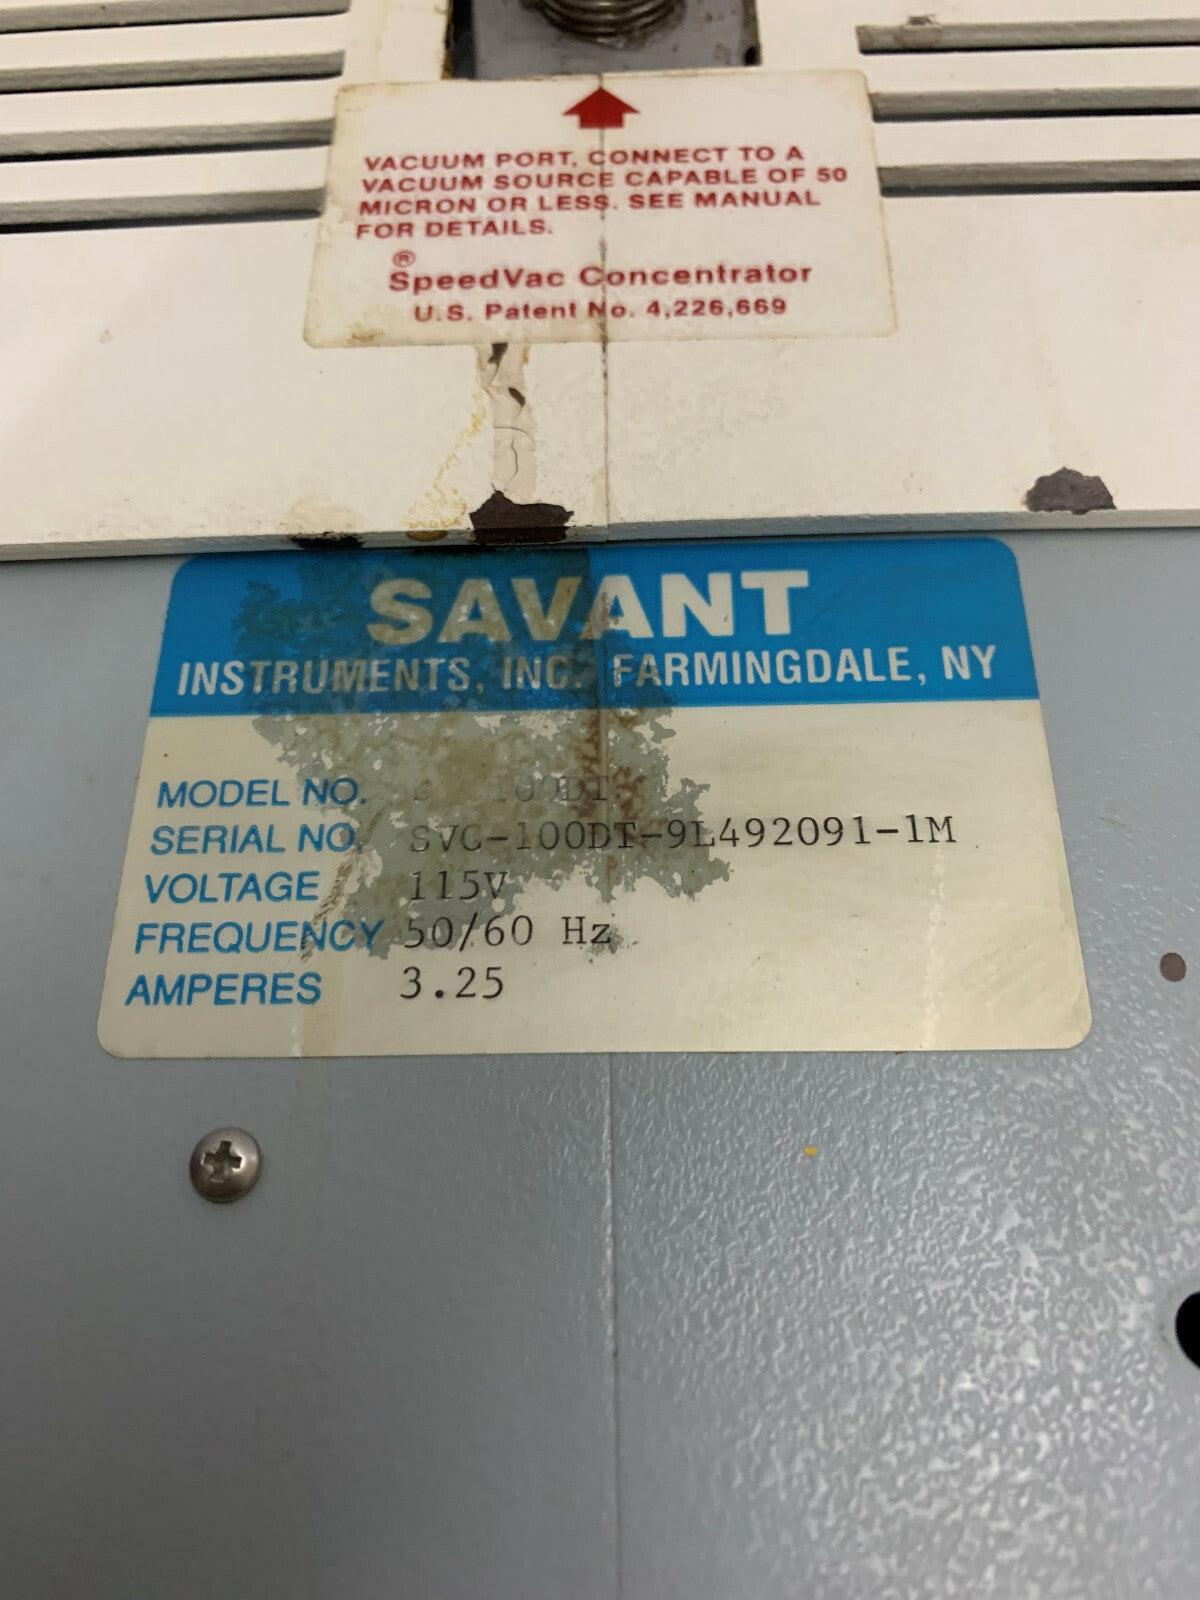 VACUUM PORT, CONNECT TO A
VACUUM SOURCE CAPABLE OF 50
MICRON OR LESS. SEE MANUAL
FOR DETAILS.
®
SpeedVac Concentrator
U.S. Patent No. 4,226,669
SAVANT
INSTRUMENTS, INC. FARMINGDALE, NY
MODEL NO. 100DT
SERIAL NO. SVC-100DT-9L492091-1M
VOLTAGE 115V
FREQUENCY 50/60 Hz
AMPERES 3.25